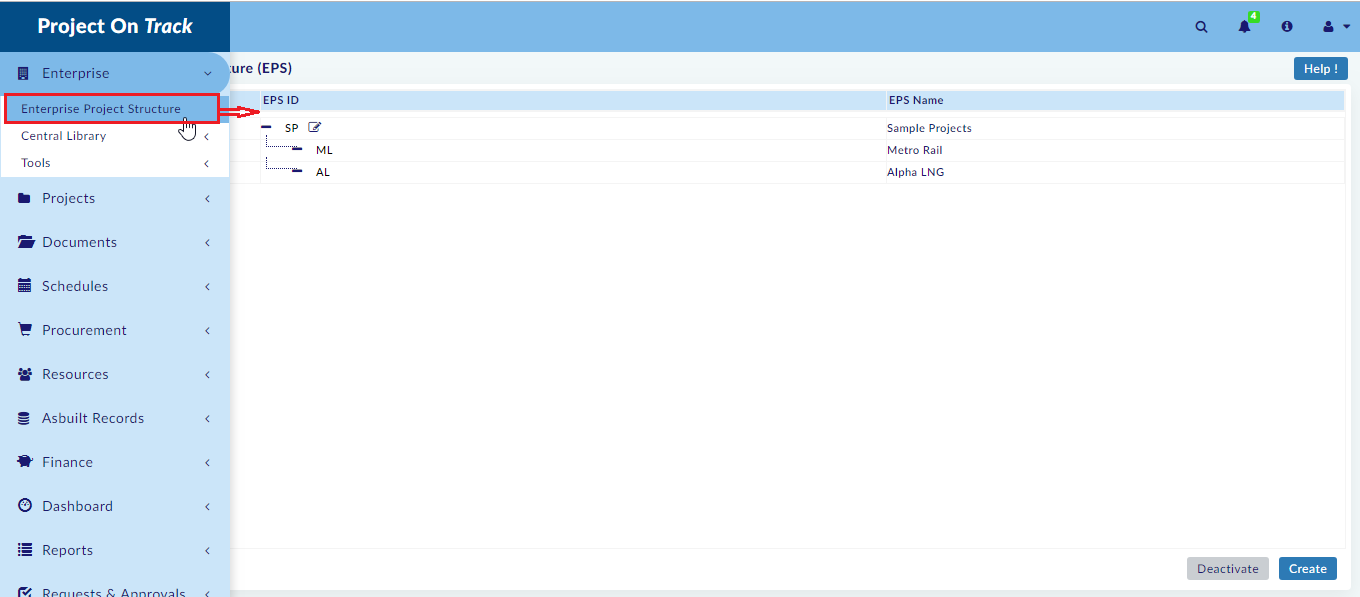 Project On Track
4
Enterprise
ture (EPS)
Help !
EPS ID EPS Name
Enterprise Project Structure
SP Sample Projects
Central Library
ML Metro Rail
Tools
AL Alpha LNG
Projects
Documents
Schedules
Procurement
Resources
Asbuilt Records
Finance
Dashboard
Reports
Deactivate Create
Requests & Approvals